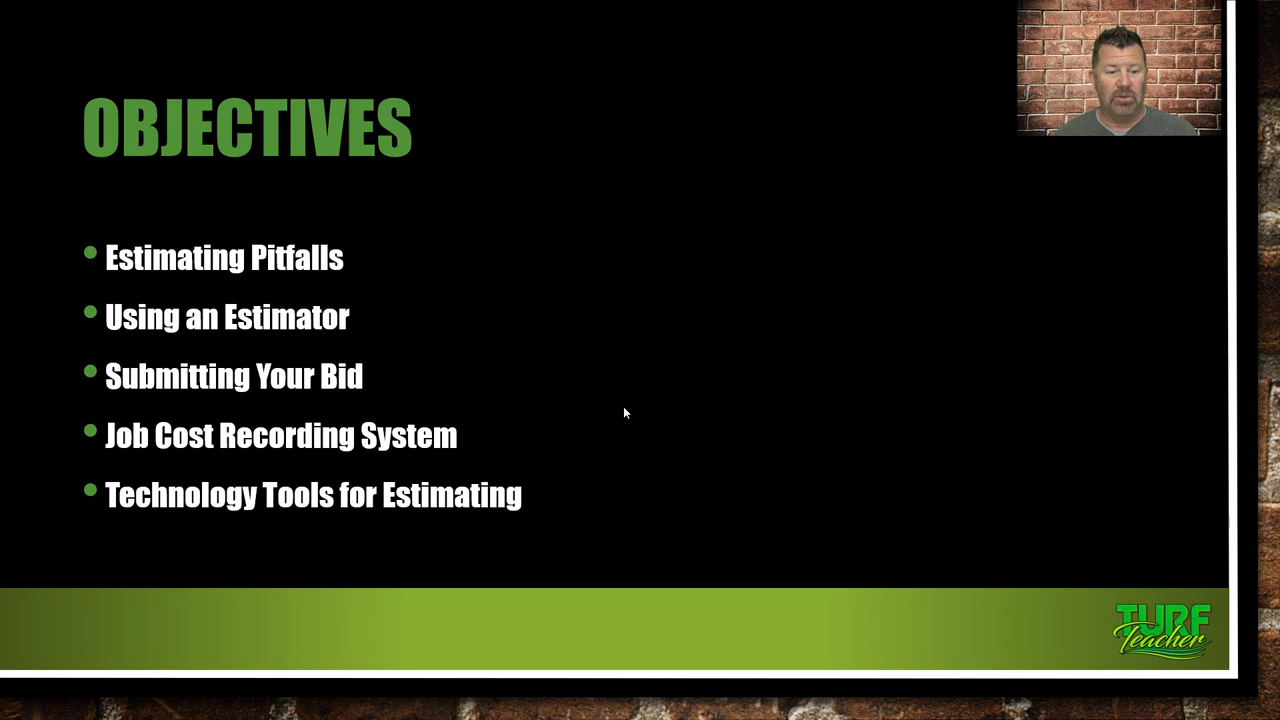 OBJECTIVES
Estimating Pitfalls
Using an Estimator
Submitting Your Bid
Job Cost Recording System
Technology Tools for Estimating
TURF
Teacher